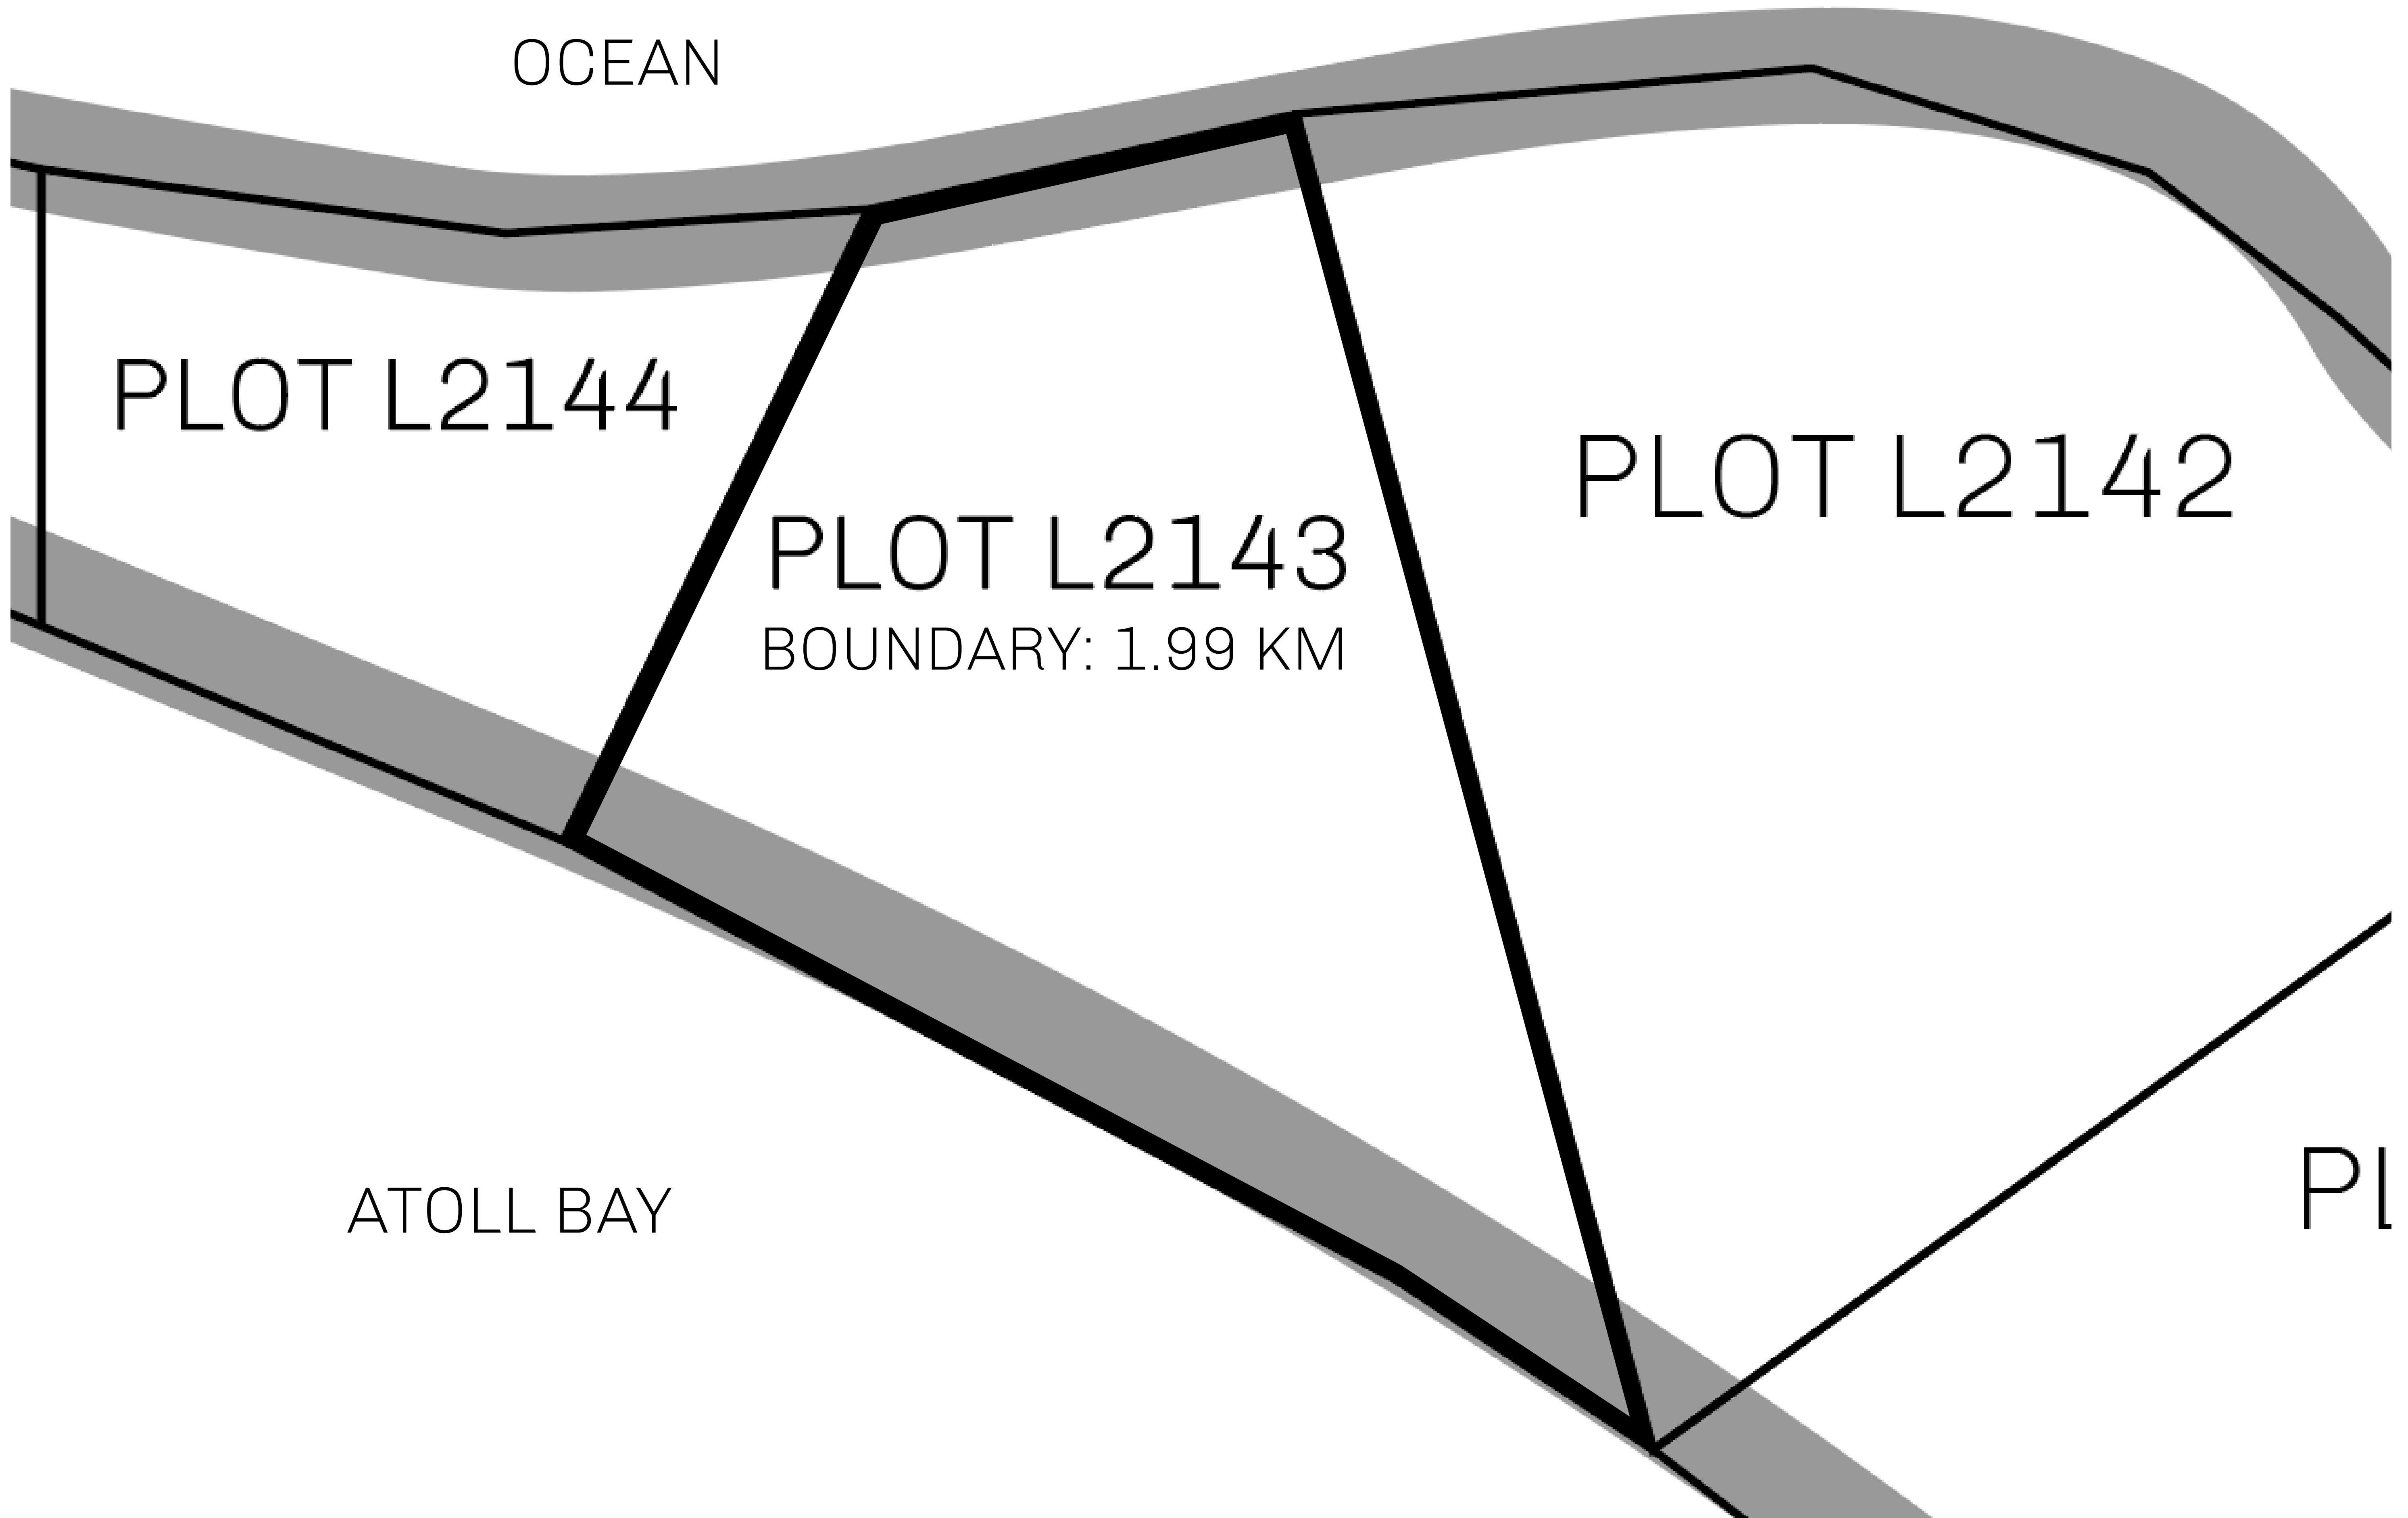 OCEAN
PLOT L2144
PLOT L2142
PLOT L2143
BOUNDARY: 1.99 KM
ATOLL BAY